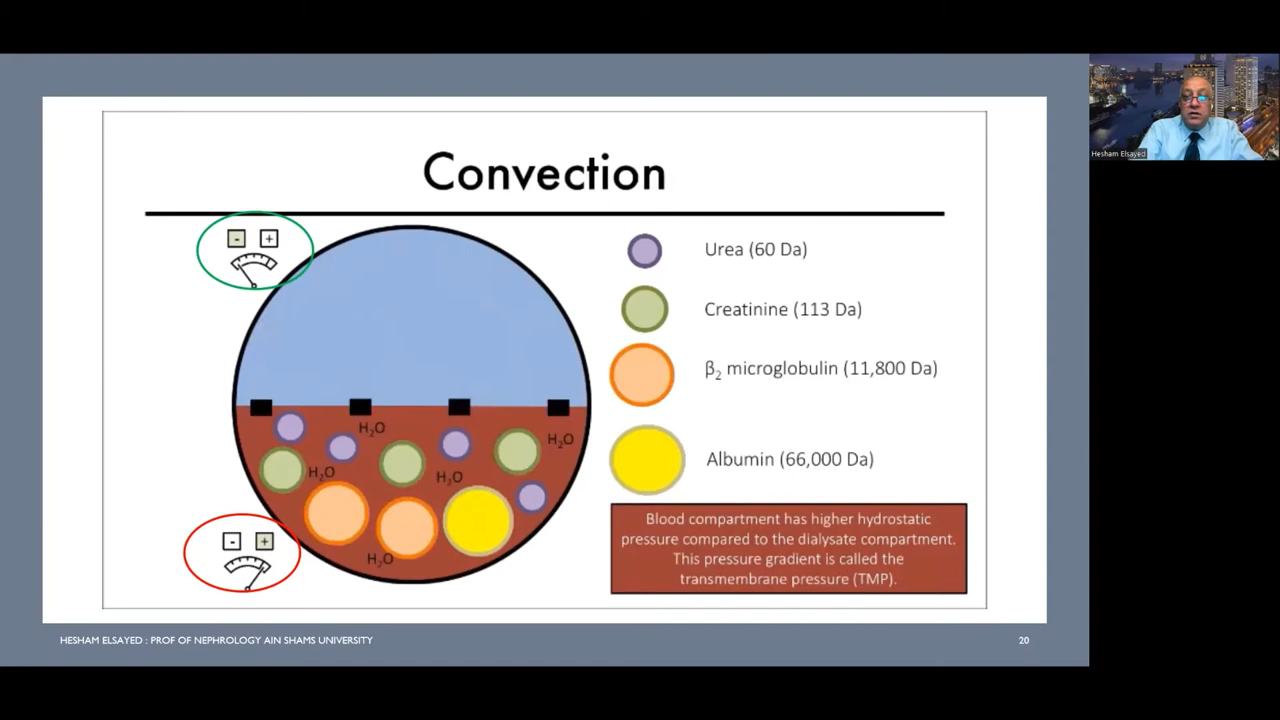 Convection
- +
Urea (60 Da)
Creatinine (113 Da)
β₂ microglobulin (11,800 Da)
Albumin (66,000 Da)
H₂O
H₂O
H₂O
H₂O
H₂O
- +
Blood compartment has higher hydrostatic
pressure compared to the dialysate compartment.
This pressure gradient is called the
transmembrane pressure (TMP).
HESHAM ELSAYED : PROF OF NEPHROLOGY AIN SHAMS UNIVERSITY
20
Hesham Elsayed